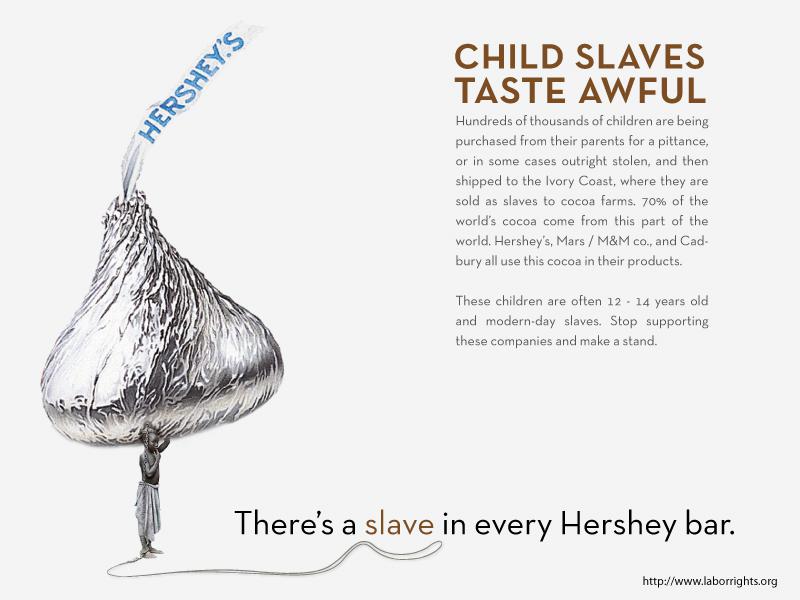 HERSHEY'S
CHILD SLAVES
TASTE AWFUL
Hundreds of thousands of children are being
purchased from their parents for a pittance,
or in some cases outright stolen, and then
shipped to the Ivory Coast, where they are
sold as slaves to cocoa farms. 70% of the
world's cocoa come from this part of the
world. Hershey's, Mars / M&M co., and Cad-
bury all use this cocoa in their products.
These children are often 12 - 14 years old
and modern-day slaves. Stop supporting
these companies and make a stand.
There's a slave in every Hershey bar.
http://www.laborrights.org